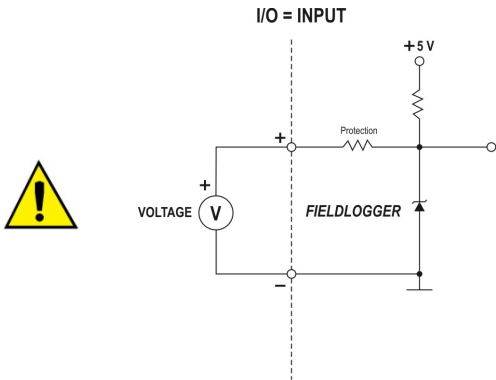 I/O = INPUT
+5 V
+
Protection
+
VOLTAGE
V
FIELDLOGGER
−
!